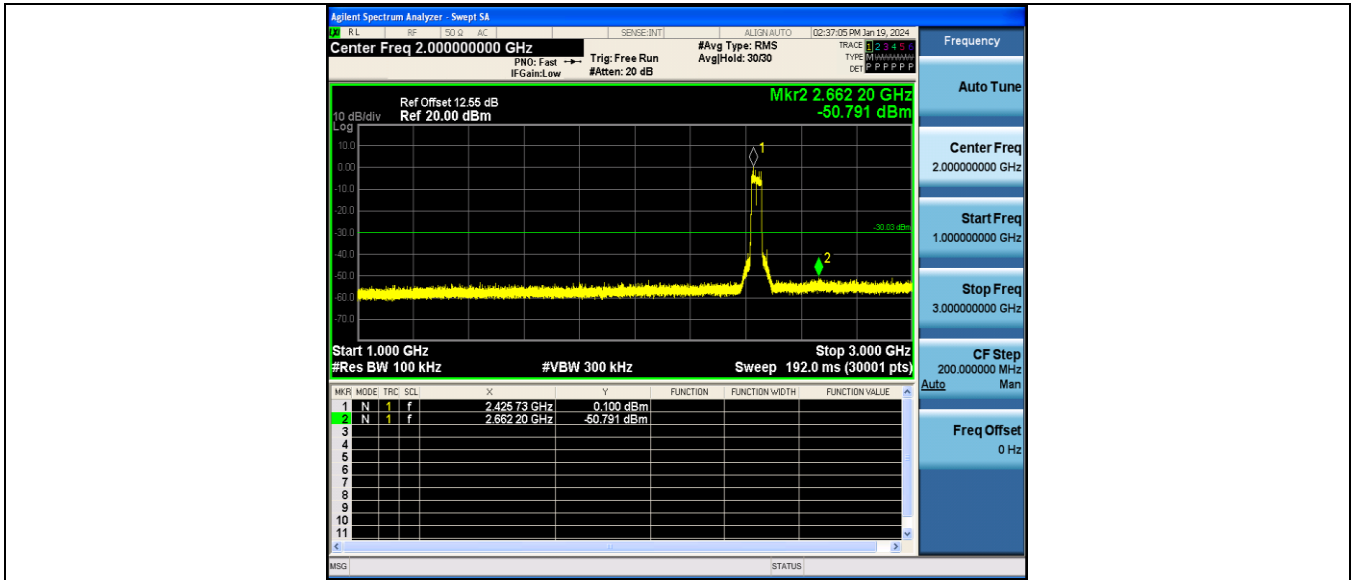 Agilent Spectrum Analyzer - Swept SA
LXI RL RF 50 Ω AC SENSE:INT ALIGN AUTO 02:37:05 PM Jan 19, 2024
Center Freq 2.000000000 GHz
PNO: Fast
IFGain:Low
Trig: Free Run
#Atten: 20 dB
#Avg Type: RMS
Avg|Hold: 30/30
TRACE 1 2 3 4 5 6
TYPE M WWWWW
DET P P P P P P
Mkr2 2.662 20 GHz
-50.791 dBm
Ref Offset 12.55 dB
10 dB/div Ref 20.00 dBm
Log
10.0
0.00
-10.0
-20.0
-30.0
-40.0
-50.0
-60.0
-70.0
1
-30.03 dBm
2
Start 1.000 GHz Stop 3.000 GHz
#Res BW 100 kHz #VBW 300 kHz Sweep 192.0 ms (30001 pts)
MKR MODE TRC SCL X Y FUNCTION FUNCTION WIDTH FUNCTION VALUE
1 N 1 f 2.425 73 GHz 0.100 dBm
2 N 1 f 2.662 20 GHz -50.791 dBm
3
4
5
6
7
8
9
10
11
MSG STATUS
Frequency
Auto Tune
Center Freq
2.000000000 GHz
Start Freq
1.000000000 GHz
Stop Freq
3.000000000 GHz
CF Step
200.000000 MHz
Auto Man
Freq Offset
0 Hz